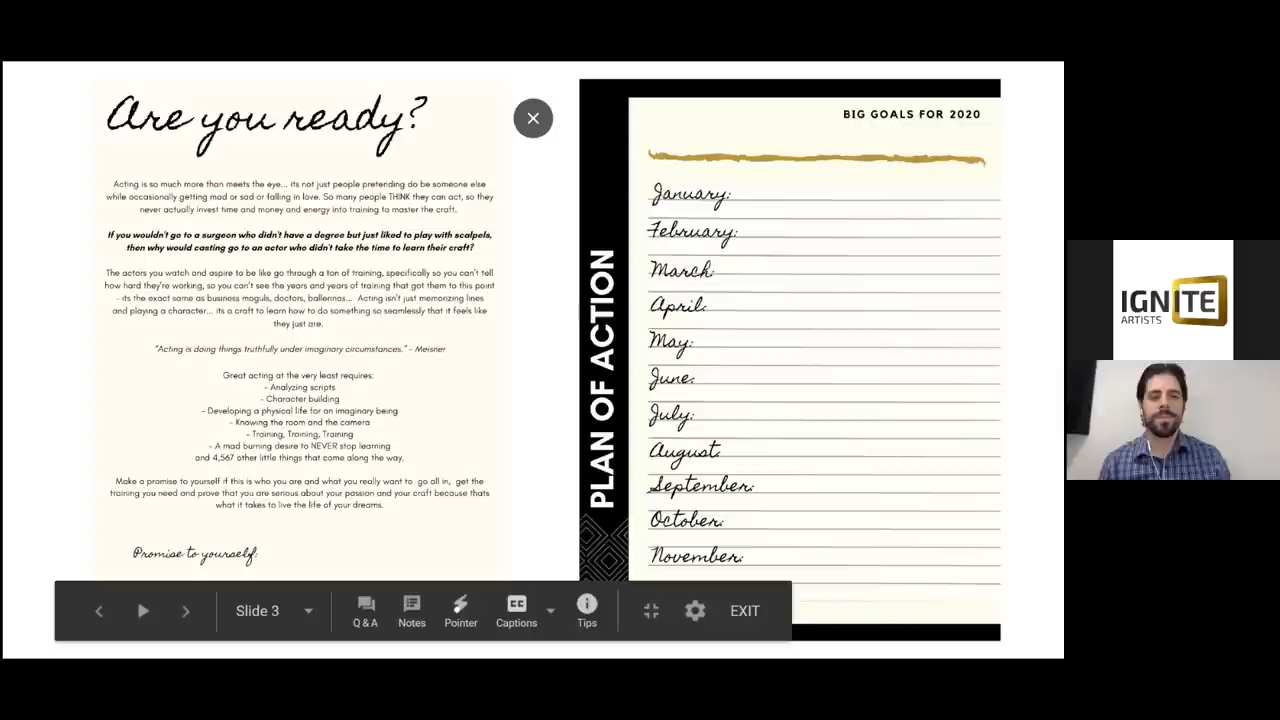 Are you ready?
Acting is so much more than meets the eye... its not just people pretending do be someone else
while occasionally getting mad or sad or falling in love. So many people THINK they can act, so they
never actually invest time and money and energy into training to master the craft.
If you wouldn't go to a surgeon who didn't have a degree but just liked to play with scalpels,
then why would casting go to an actor who didn't take the time to learn their craft?
The actors you watch and aspire to be like go through a ton of training, specifically so you can't tell
how hard they're working, so you can't see the years and years of training that got them to this point
- its the exact same as business moguls, doctors, ballerinas... Acting isn't just memorizing lines
and playing a character... its a craft to learn how to do something so seamlessly that it feels like
they just are.
"Acting is doing things truthfully under imaginary circumstances." - Meisner
Great acting at the very least requires:
- Analyzing scripts
- Character building
- Developing a physical life for an imaginary being
- Knowing the room and the camera
- Training, Training, Training
- A mad burning desire to NEVER stop learning
and 4,567 other little things that come along the way.
Make a promise to yourself if this is who you are and what you really want to go all in, get the
training you need and prove that you are serious about your passion and your craft because thats
what it takes to live the life of your dreams.
Promise to yourself:
PLAN OF ACTION
BIG GOALS FOR 2020
January:
February:
March:
April:
May:
June:
July:
August:
September:
October:
November:
Slide 3
Q & A
Notes
Pointer
CC
Captions
Tips
EXIT
IGNITE
ARTISTS